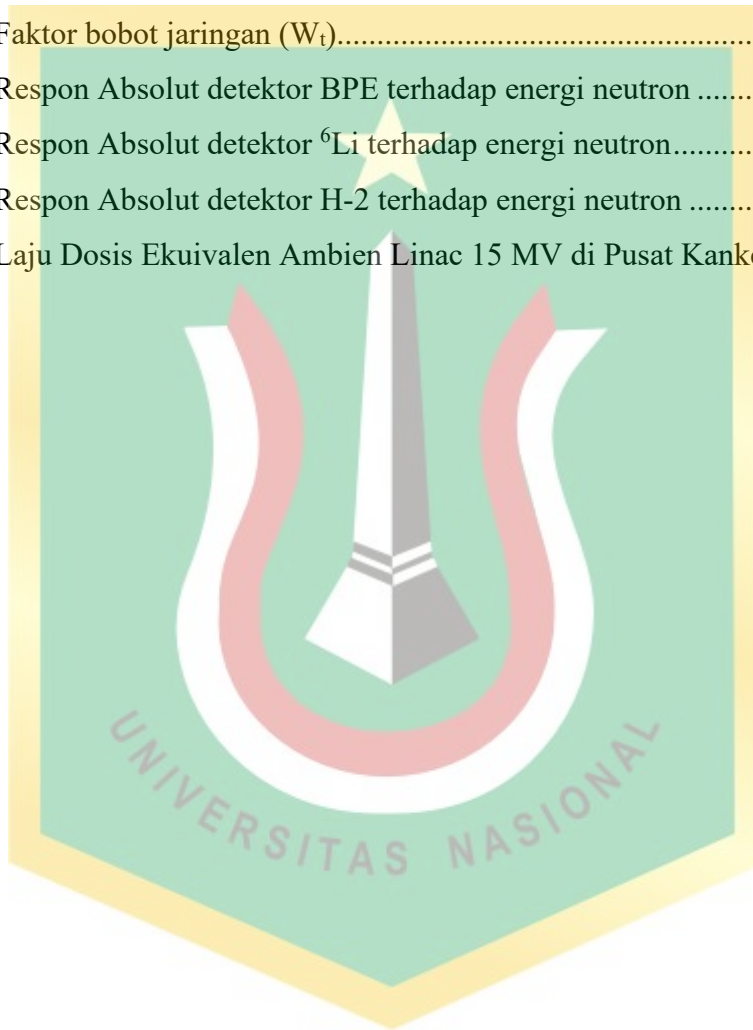 Faktor bobot jaringan (Wₜ)..................................................
Respon Absolut detektor BPE terhadap energi neutron .......
Respon Absolut detektor ⁶Li terhadap energi neutron..........
Respon Absolut detektor H-2 terhadap energi neutron ........
Laju Dosis Ekuivalen Ambien Linac 15 MV di Pusat
UNIVERSITAS NASIONAL